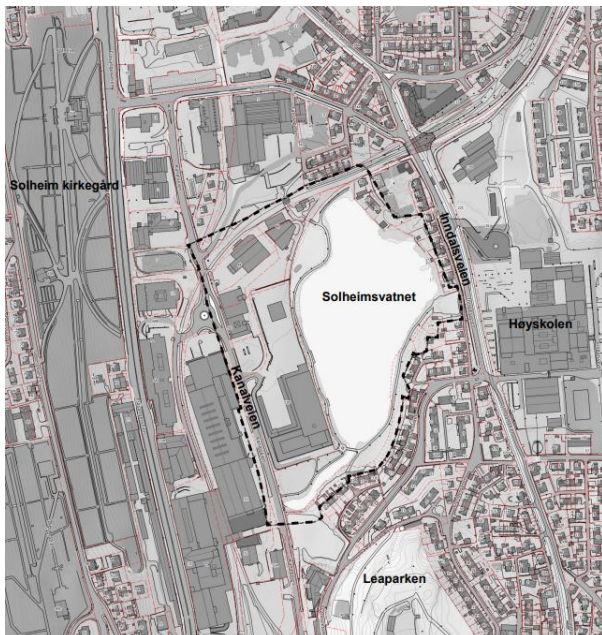 Solheim kirkegård
Inndalsveien
Solheimsvatnet
Høyskolen
Kanalveien
Leaparken